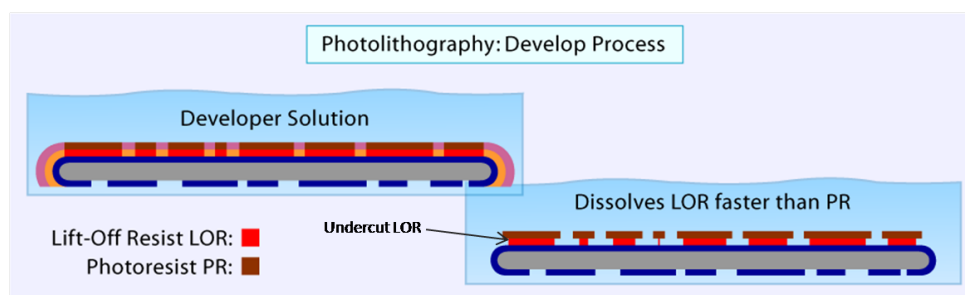 Photolithography: Develop Process
Developer Solution
Dissolves LOR faster than PR
Undercut LOR
Lift-Off Resist LOR:
Photoresist PR: